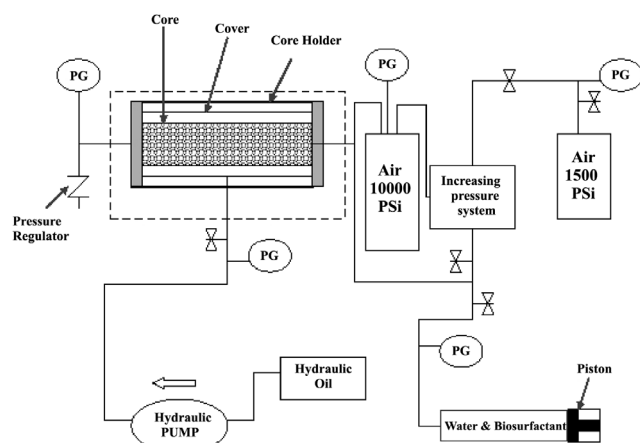 Core
Cover
Core Holder
PG
PG
PG
Air
10000
PSi
Increasing
pressure
system
Air
1500
PSi
Pressure
Regulator
PG
PG
Hydraulic
Oil
Piston
Hydraulic
PUMP
Water & Biosurfactant